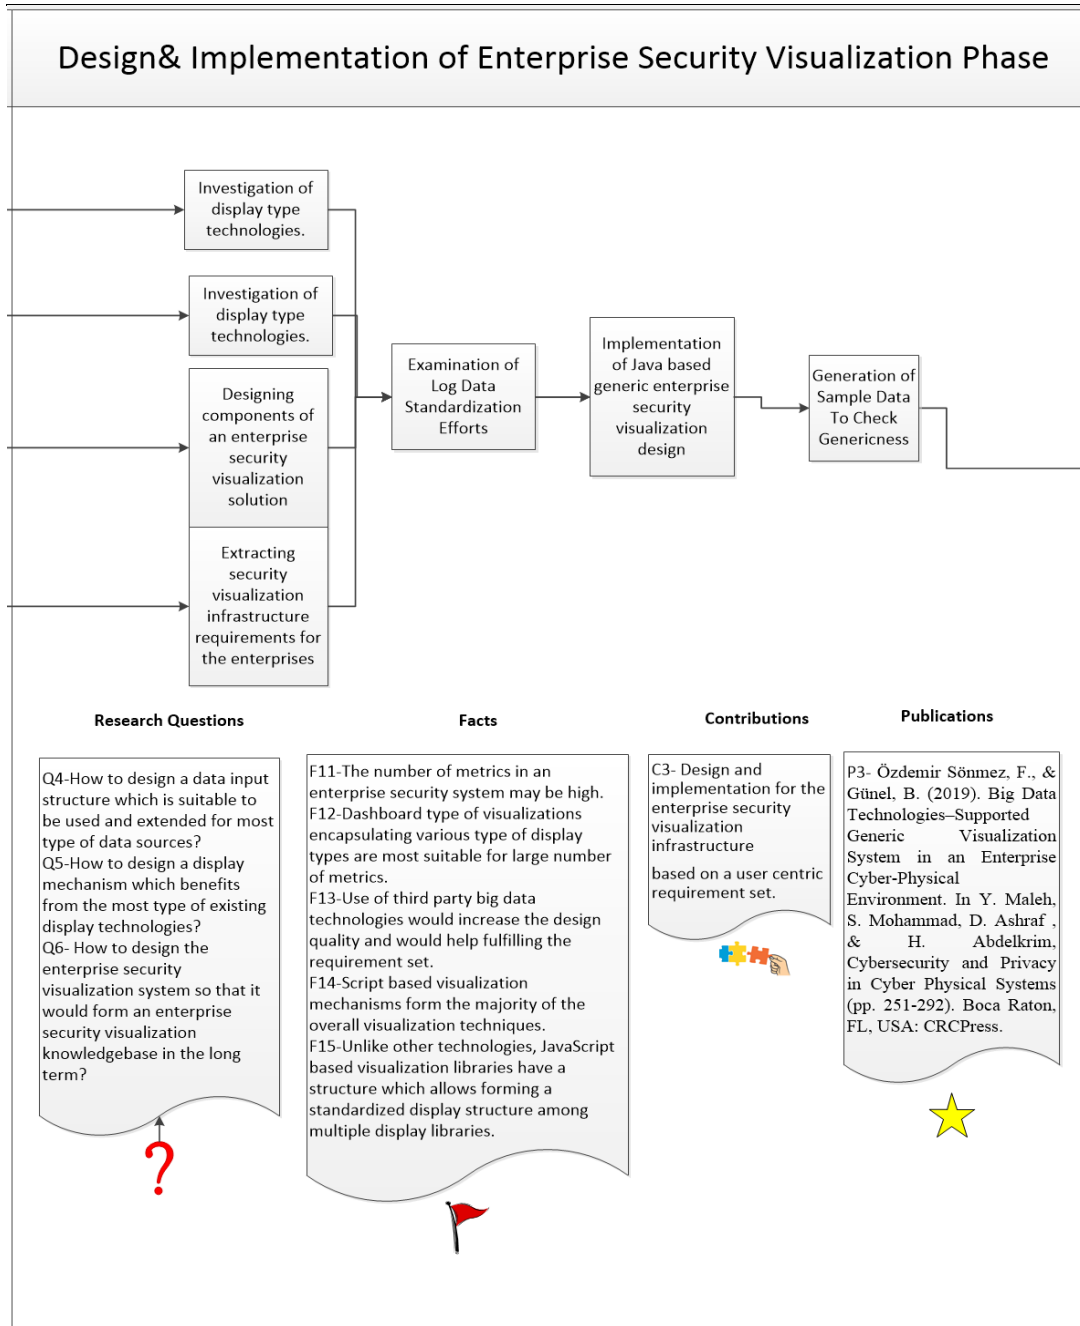 Design& Implementation of Enterprise Security Visualization Phase
Investigation of
display type
technologies.
Investigation of
display type
technologies.
Designing
components of
an enterprise
security
visualization
solution
Extracting
security
visualization
infrastructure
requirements for
the enterprises
Examination of
Log Data
Standardization
Efforts
Implementation
of Java based
generic enterprise
security
visualization
design
Generation of
Sample Data
To Check
Genericness
Research Questions
Q4-How to design a data input
structure which is suitable to
be used and extended for most
type of data sources?
Q5-How to design a display
mechanism which benefits
from the most type of existing
display technologies?
Q6- How to design the
enterprise security
visualization system so that it
would form an enterprise
security visualization
knowledgebase in the long
term?
Facts
F11-The number of metrics in an
enterprise security system may be high.
F12-Dashboard type of visualizations
encapsulating various type of display
types are most suitable for large number
of metrics.
F13-Use of third party big data
technologies would increase the design
quality and would help fulfilling the
requirement set.
F14-Script based visualization
mechanisms form the majority of the
overall visualization techniques.
F15-Unlike other technologies, JavaScript
based visualization libraries have a
structure which allows forming a
standardized display structure among
multiple display libraries.
Contributions
C3- Design and
implementation for the
enterprise security
visualization
infrastructure
based on a user centric
requirement set.
Publications
P3- Özdemir Sönmez, F., &
Günel, B. (2019). Big Data
Technologies–Supported
Generic Visualization
System in an Enterprise
Cyber-Physical
Environment. In Y. Maleh,
S. Mohammad, D. Ashraf ,
& H. Abdelkrim,
Cybersecurity and Privacy
in Cyber Physical Systems
(pp. 251-292). Boca Raton,
FL, USA: CRCPress.